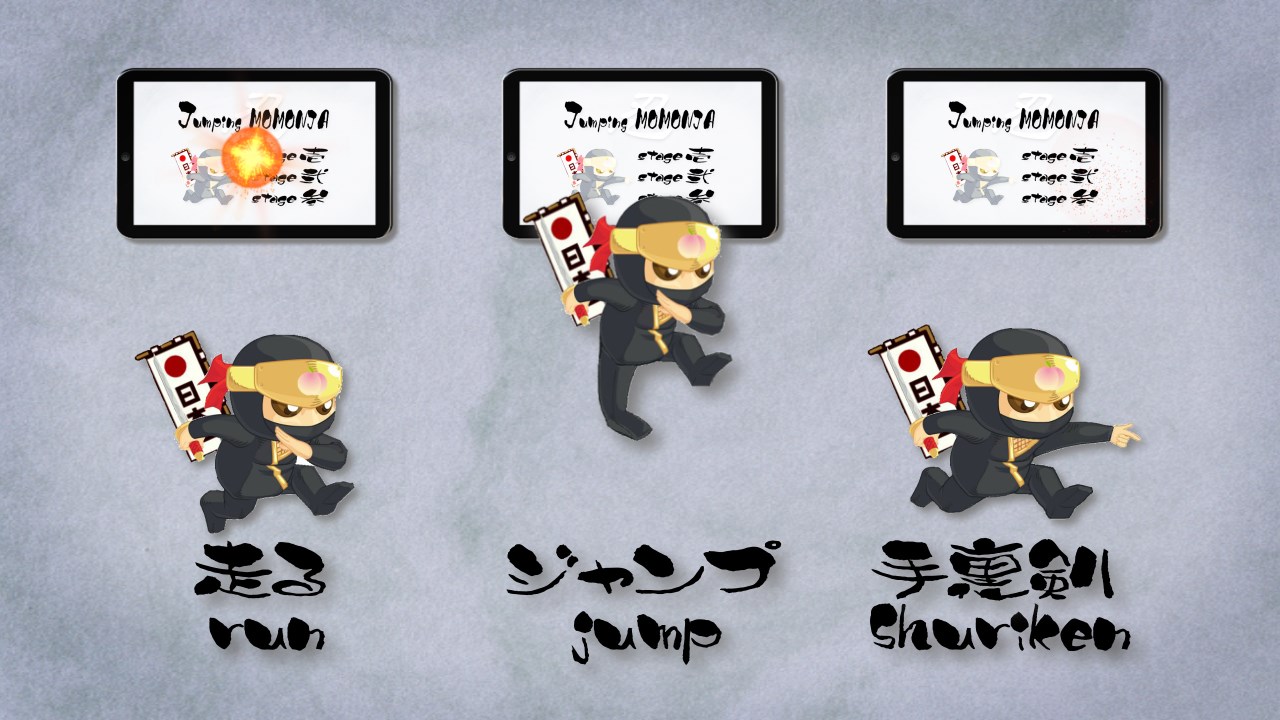 Jumping MOMONJA
stage 壱
stage 弐
stage 参
Jumping MOMONJA
stage 壱
stage 弐
Jumping MOMONJA
stage 壱
stage 弐
stage 参
日本
日本
日本
走る
ジャンプ
手裏剣
run
jump
shuriken